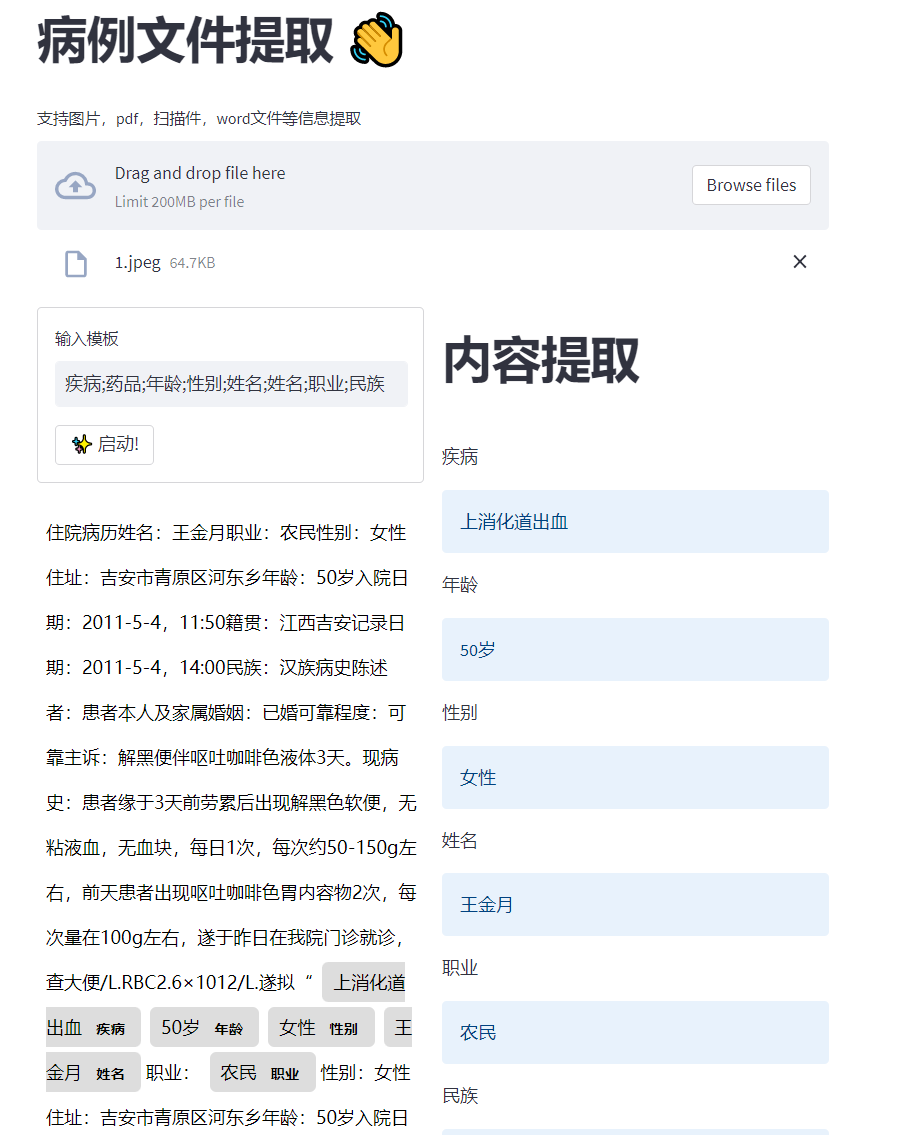 病例文件提取 👋
支持图片，pdf，扫描件，word文件等信息提取
Drag and drop file here
Limit 200MB per file
Browse files
1.jpeg 64.7KB
输入模板
疾病;药品;年龄;性别;姓名;姓名;职业;民族
✨ 启动!
住院病历姓名：王金月职业：农民性别：女性
住址：吉安市青原区河东乡年龄：50岁入院日
期：2011-5-4，11:50籍贯：江西吉安记录日
期：2011-5-4，14:00民族：汉族病史陈述
者：患者本人及家属婚姻：已婚可靠程度：可
靠主诉：解黑便伴呕吐咖啡色液体3天。现病
史：患者缘于3天前劳累后出现解黑色软便，无
粘液血，无血块，每日1次，每次约50-150g左
右，前天患者出现呕吐咖啡色胃内容物2次，每
次量在100g左右，遂于昨日在我院门诊就诊，
查大便/L.RBC2.6×1012/L.遂拟“ 上消化道
出血 疾病 50岁 年龄 女性 性别 王
金月 姓名 职业： 农民 职业 性别：女性
住址：吉安市青原区河东乡年龄：50岁入院日
内容提取
疾病
上消化道出血
年龄
50岁
性别
女性
姓名
王金月
职业
农民
民族